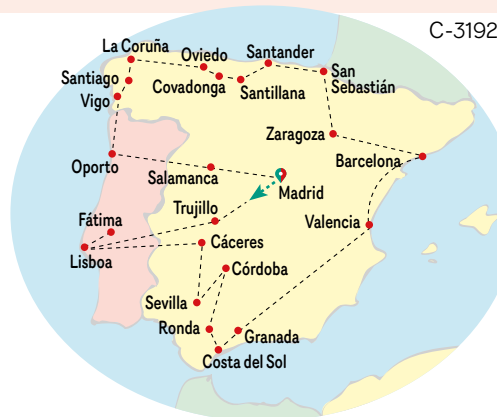 C-3192
La Coruña
Oviedo
Santander
Santiago
Covadonga
Santillana
San
Sebastián
Vigo
Zaragoza
Barcelona
Oporto
Salamanca
Madrid
Trujillo
Valencia
Fátima
Cáceres
Lisboa
Córdoba
Sevilla
Ronda
Granada
Costa del Sol